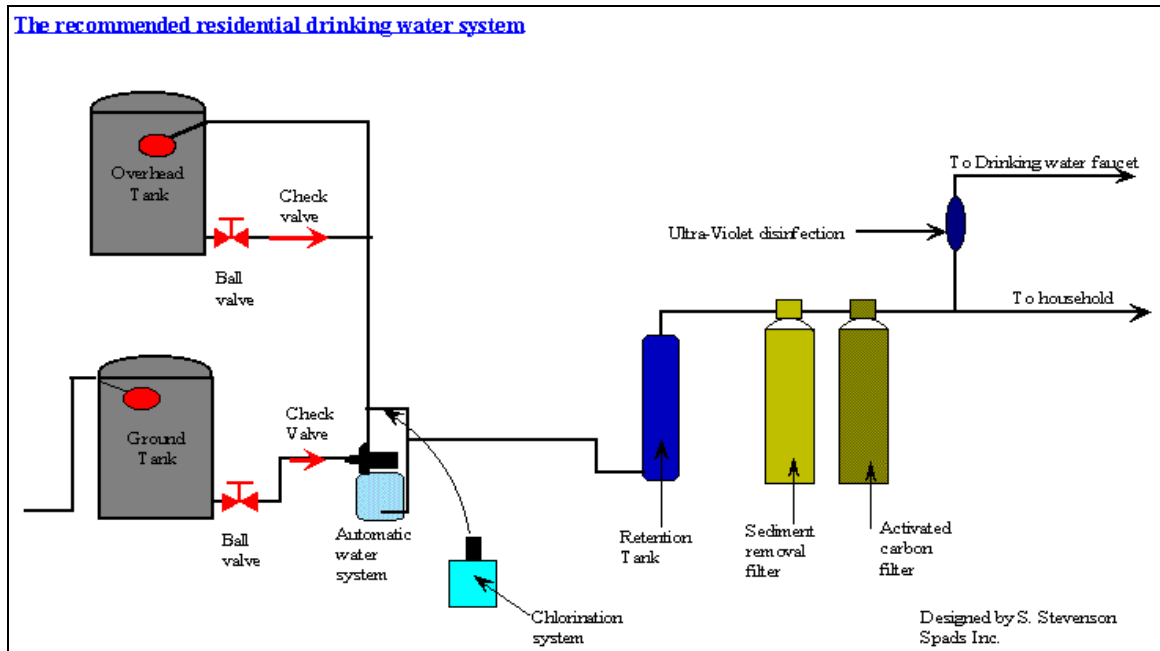 The recommended residential drinking water system
Overhead
Tank
Check
valve
Ball
valve
To Drinking water faucet
Ultra-Violet disinfection
To household
Ground
Tank
Check
Valve
Ball
valve
Automatic
water
system
Chlorination
system
Retention
Tank
Sediment
removal
filter
Activated
carbon
filter
Designed by S. Stevenson
Spads Inc.